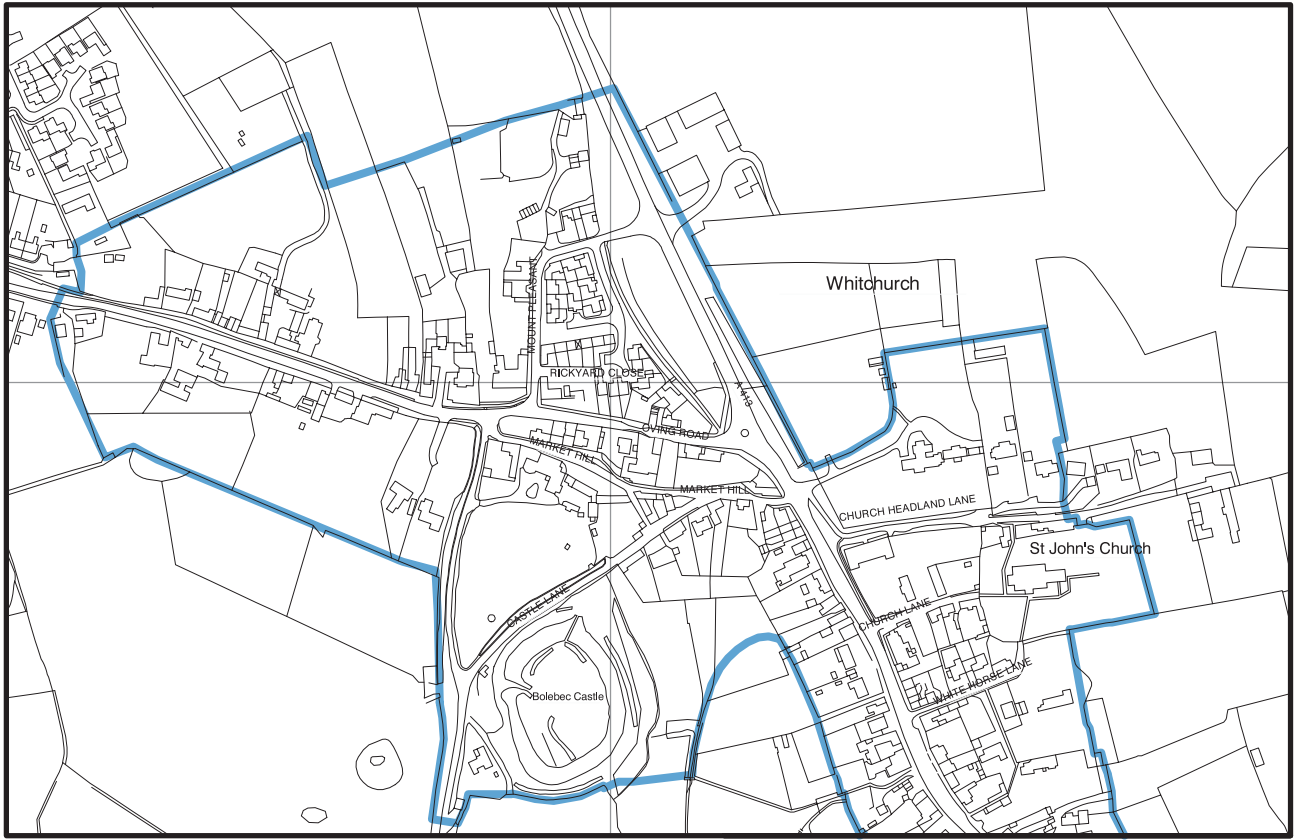 Whitchurch
MOUNT PLEASANT
RICKYARD CLOSE
A 413
OVING ROAD
MARKET HILL
MARKET HILL
CHURCH HEADLAND LANE
St John's Church
CASTLE LANE
CHURCH LANE
WHITE HORSE LANE
Bolebec Castle